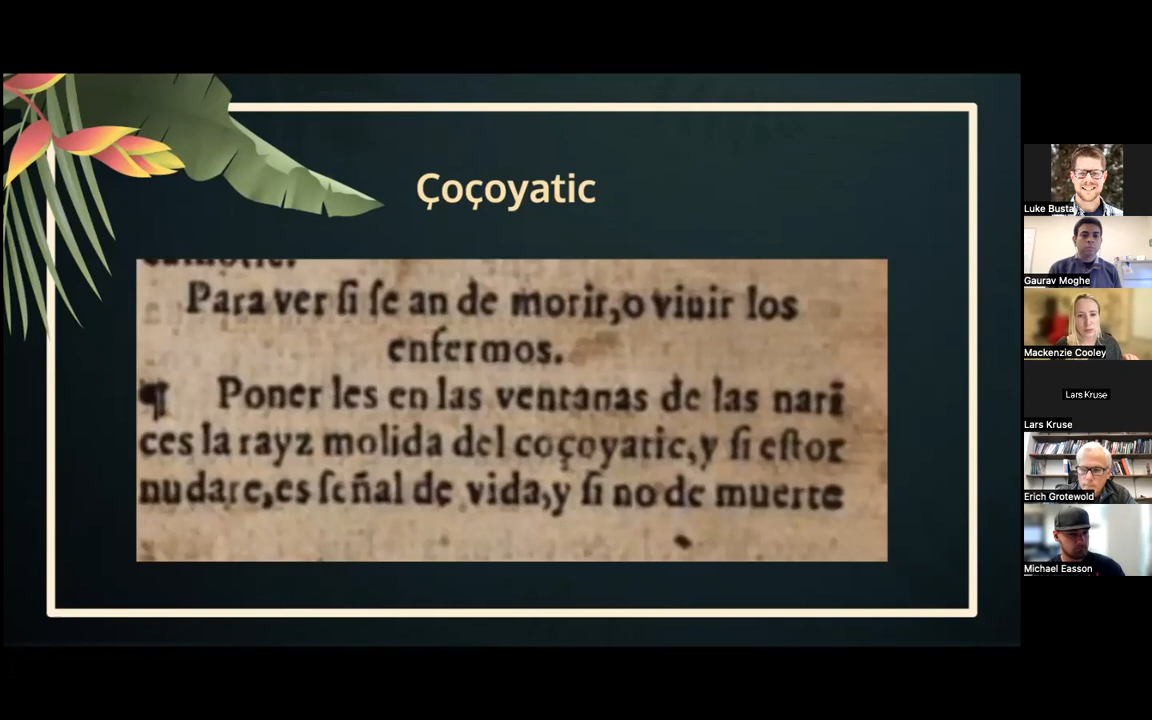 Çoçoyatic
Para ver ſi ſe an de morir,o viuir los
enfermos.
¶ Poner les en las ventanas de las nari
ces la rayz molida del coçoyatic,y ſi eſtor
nudare,es ſeñal de vida,y ſi no de muerte
Luke Busta
Gaurav Moghe
Mackenzie Cooley
Lars Kruse
Lars Kruse
Erich Grotewold
Michael Easson